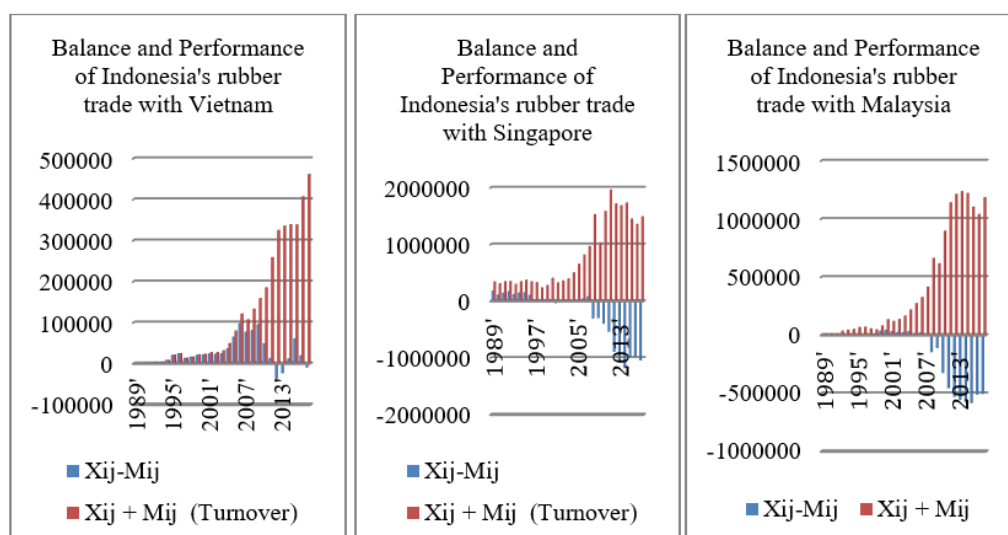 Balance and Performance
of Indonesia's rubber
trade with Vietnam
500000
400000
300000
200000
100000
0
-100000
1989'
1995'
2001'
2007'
2013'
Xij-Mij
Xij + Mij (Turnover)
Balance and
Performance of
Indonesia's rubber trade
with Singapore
2000000
1000000
0
-1000000
-2000000
1989'
1997'
2005'
2013'
Xij-Mij
Xij + Mij (Turnover)
Balance and Performance
of Indonesia's rubber
trade with Malaysia
1500000
1000000
500000
0
-500000
-1000000
1989'
1995'
2001'
2007'
2013'
Xij-Mij
Xij + Mij